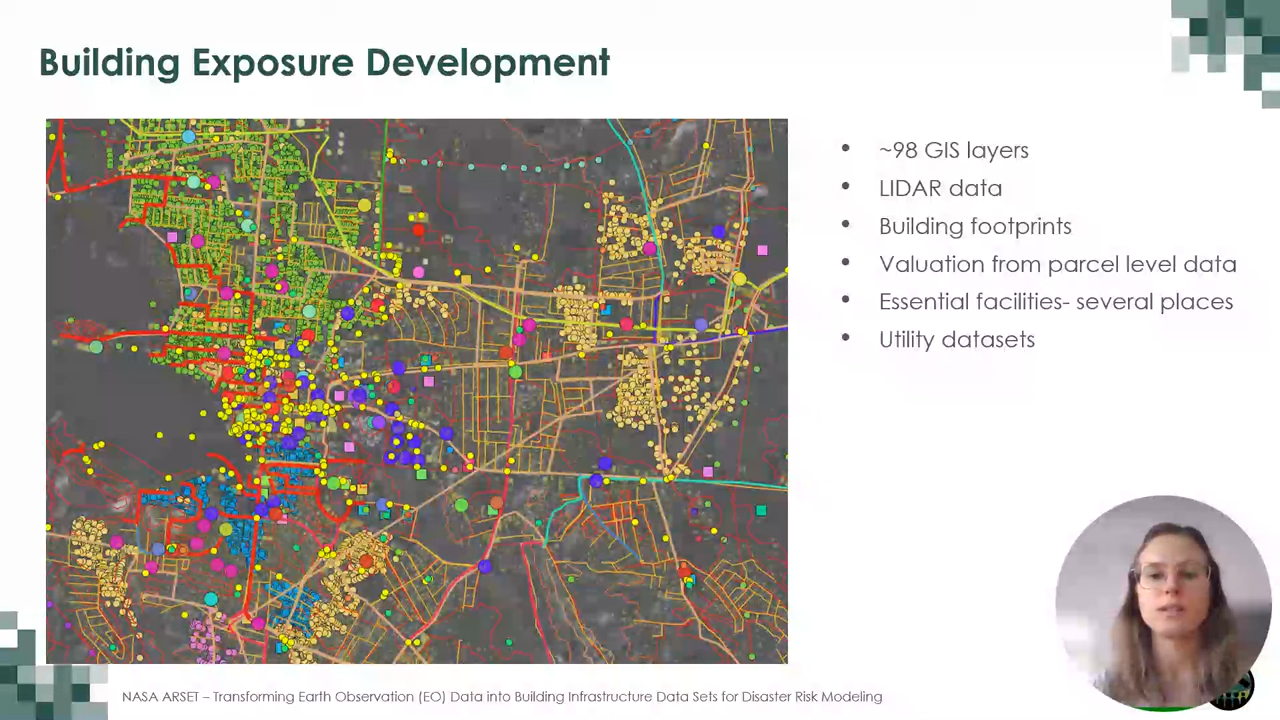 Building Exposure Development
• ~98 GIS layers
• LIDAR data
• Building footprints
• Valuation from parcel level data
• Essential facilities- several places
• Utility datasets
NASA ARSET – Transforming Earth Observation (EO) Data into Building Infrastructure Data Sets for Disaster Risk Modeling